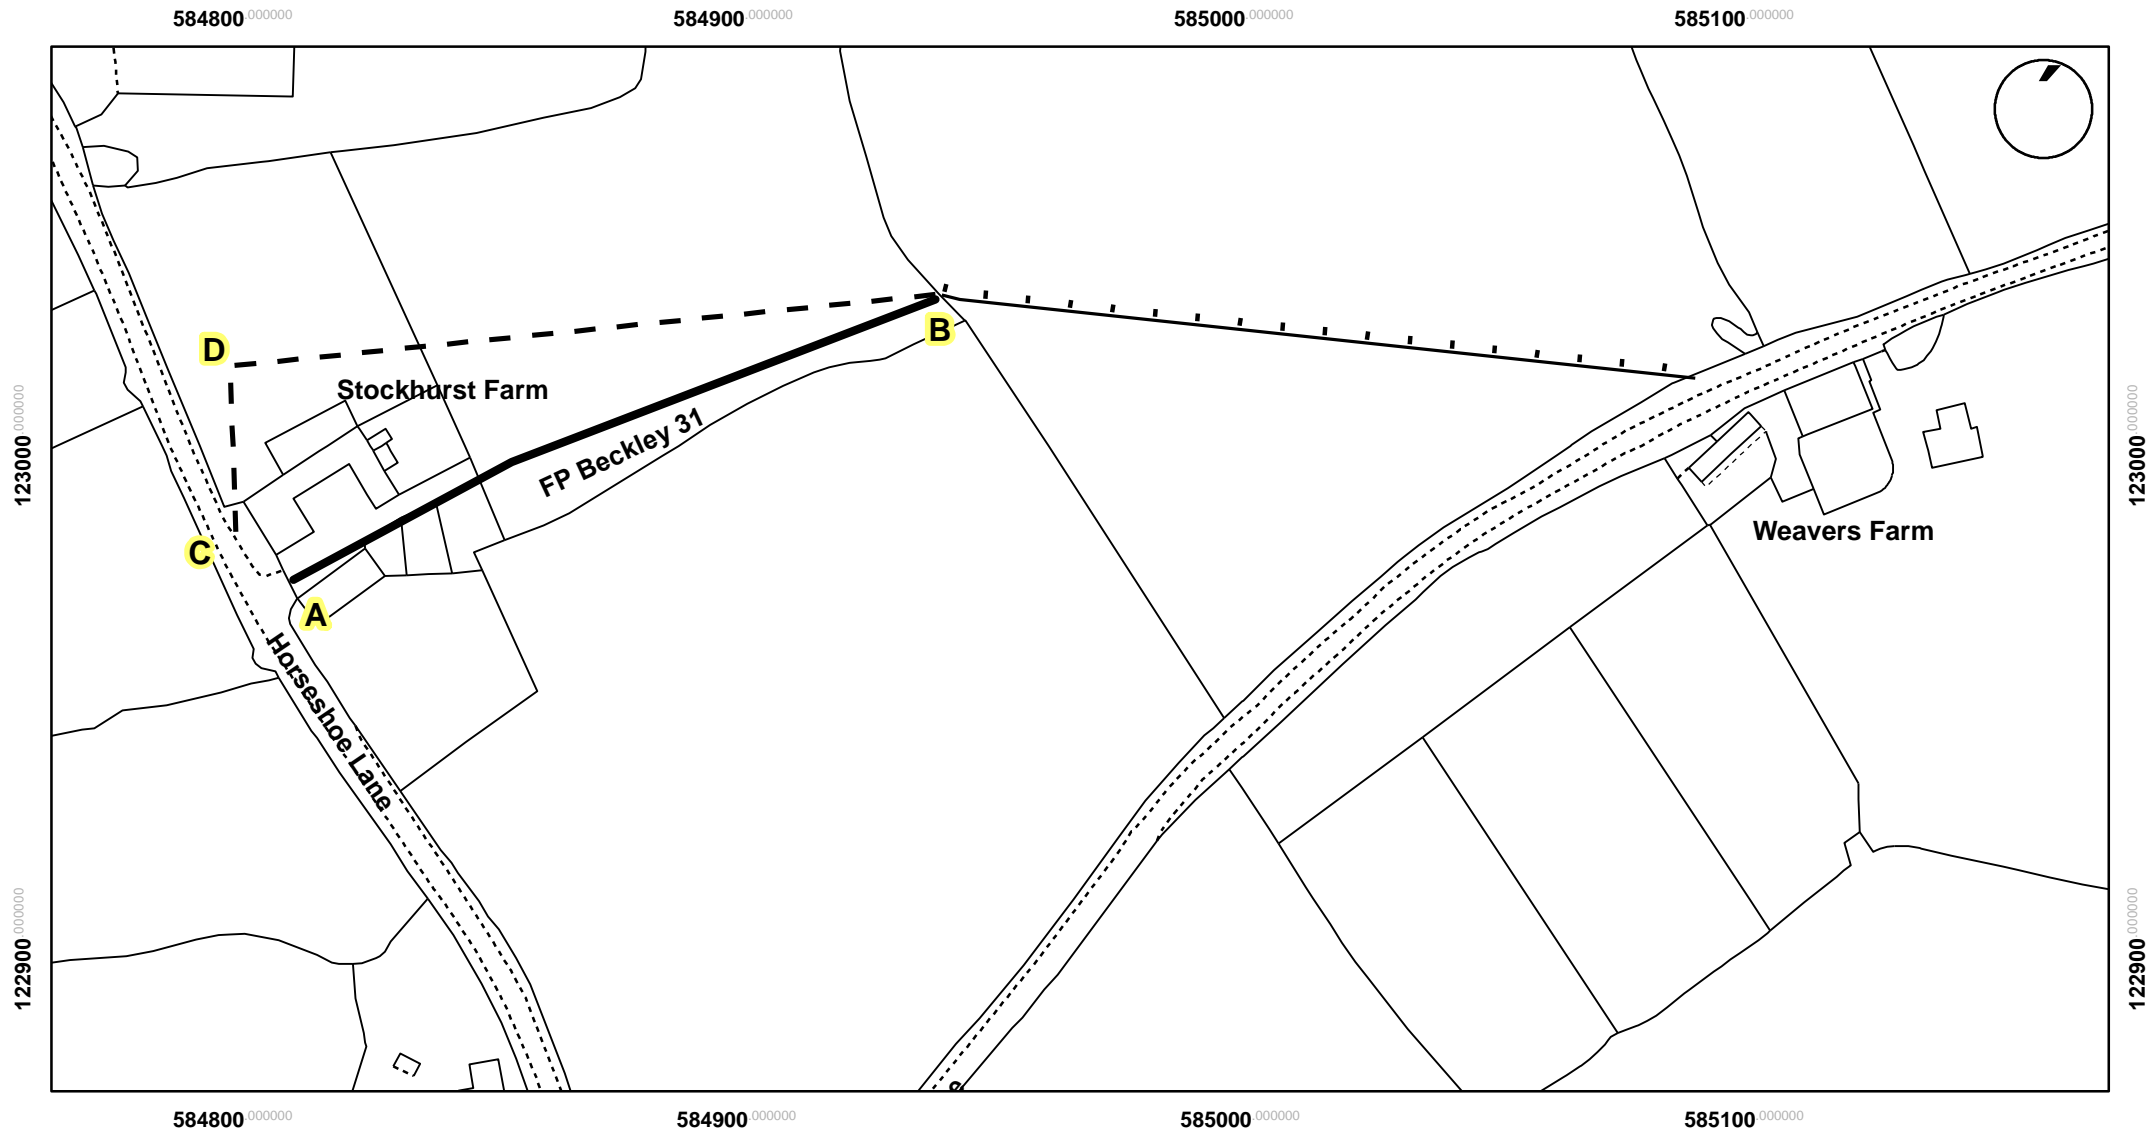 584800.000000 584900.000000 585000.000000 585100.000000
D
B
Stockhurst Farm
FP Beckley 31
123000.000000
123000.000000
Weavers Farm
C
A
Horseshoe Lane
122900.000000
122900.000000
584800.000000 584900.000000 585000.000000 585100.000000